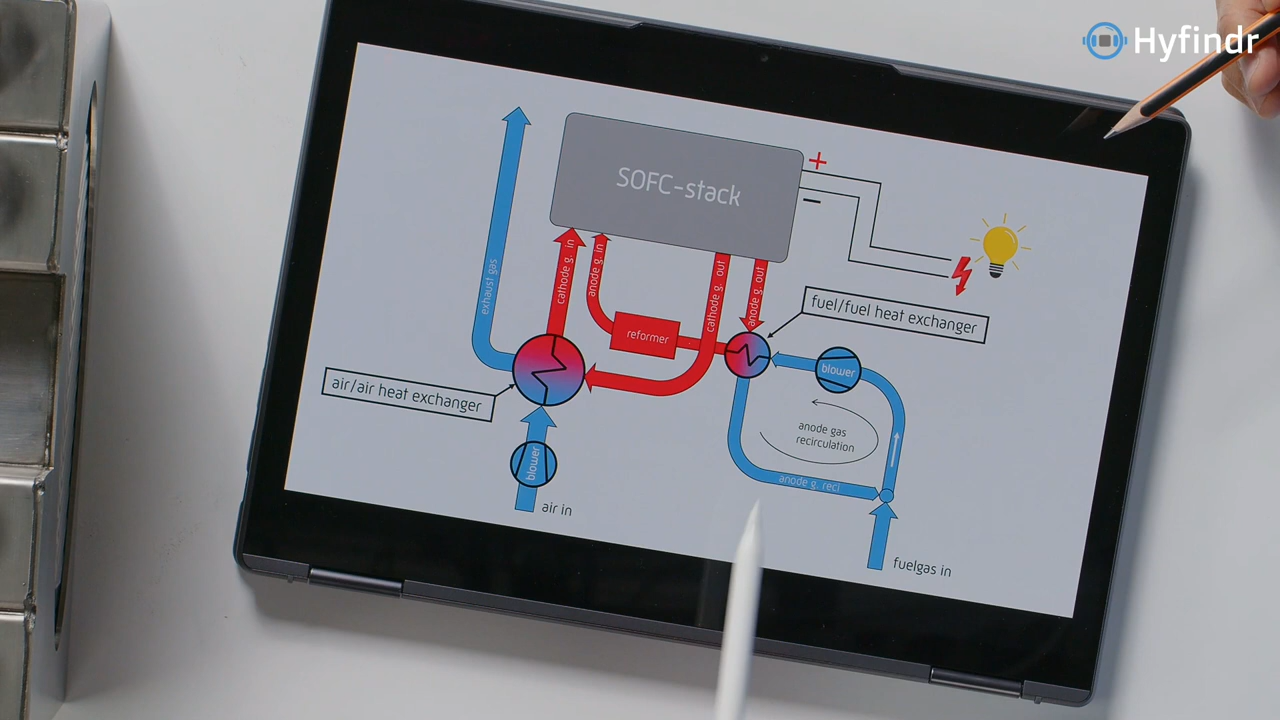 Hyfindr
SOFC-stack
+
−
exhaust gas
cathode g. in
anode g. in
cathode g. out
anode g. out
reformer
fuel/fuel heat exchanger
blower
air/air heat exchanger
anode gas
recirculation
blower
anode g. reci
air in
fuelgas in